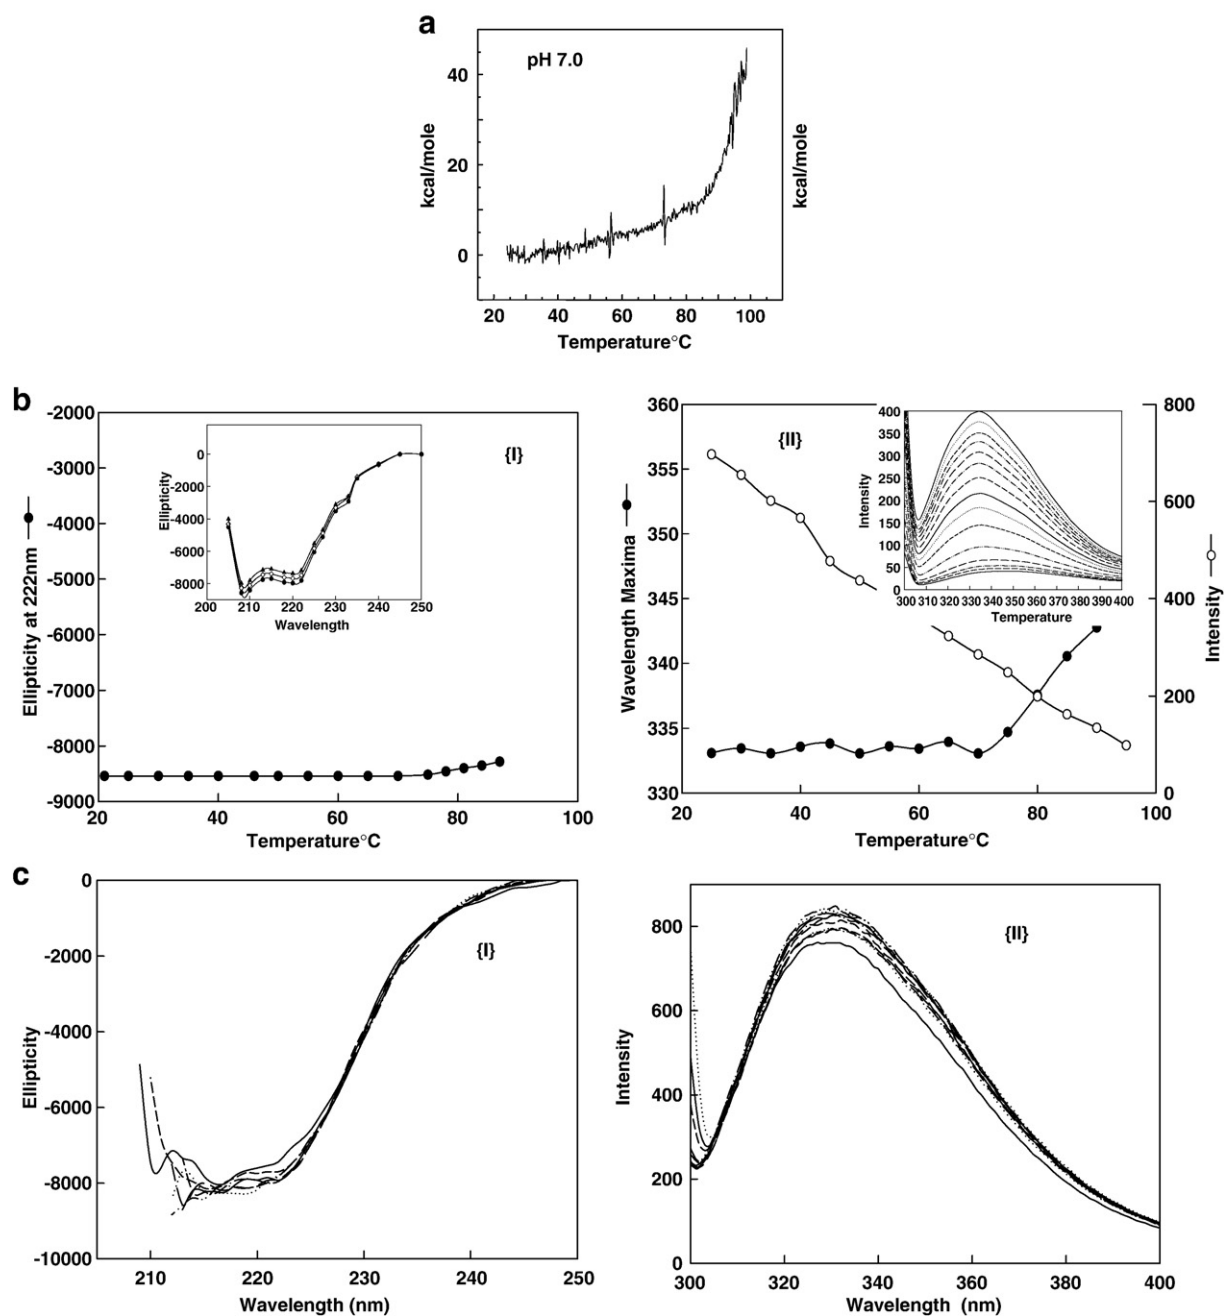 a
pH 7.0
kcal/mole
kcal/mole
40
20
0
20 40 60 80 100
Temperature°C
b
{I}
Ellipticity at 222nm
-2000
-3000
-4000
-5000
-6000
-7000
-8000
-9000
20 40 60 80 100
Temperature°C
Ellipticity
0
-2000
-4000
-6000
-8000
200 210 220 230 240 250
Wavelength
{II}
Wavelength Maxima
360
355
350
345
340
335
330
20 40 60 80 100
Temperature°C
800
600
400
200
0
Intensity
Intensity
400
350
300
250
200
150
100
50
0
300 310 320 330 340 350 360 370 380 390 400
Temperature
c
{I}
Ellipticity
0
-2000
-4000
-6000
-8000
-10000
210 220 230 240 250
Wavelength (nm)
{II}
Intensity
800
600
400
200
0
300 320 340 360 380 400
Wavelength (nm)